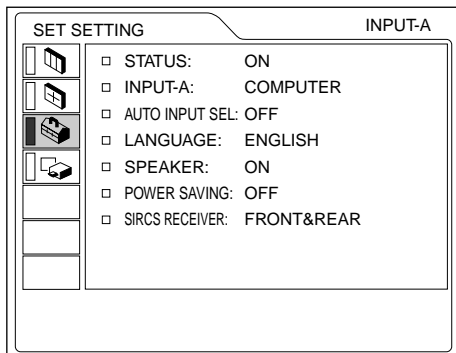 SET SETTING INPUT-A
STATUS: ON
INPUT-A: COMPUTER
AUTO INPUT SEL: OFF
LANGUAGE: ENGLISH
SPEAKER: ON
POWER SAVING: OFF
SIRCS RECEIVER: FRONT&REAR